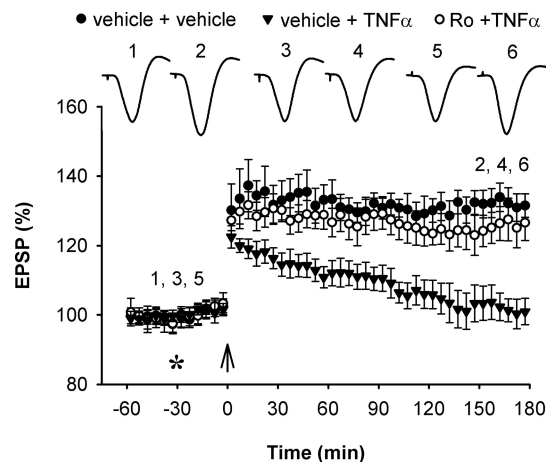 ● vehicle + vehicle ▼ vehicle + TNFα ○ Ro +TNFα
1 2 3 4 5 6
160
140
120
100
80
EPSP (%)
2, 4, 6
1, 3, 5
*
-60 -30 0 30 60 90 120 150 180
Time (min)